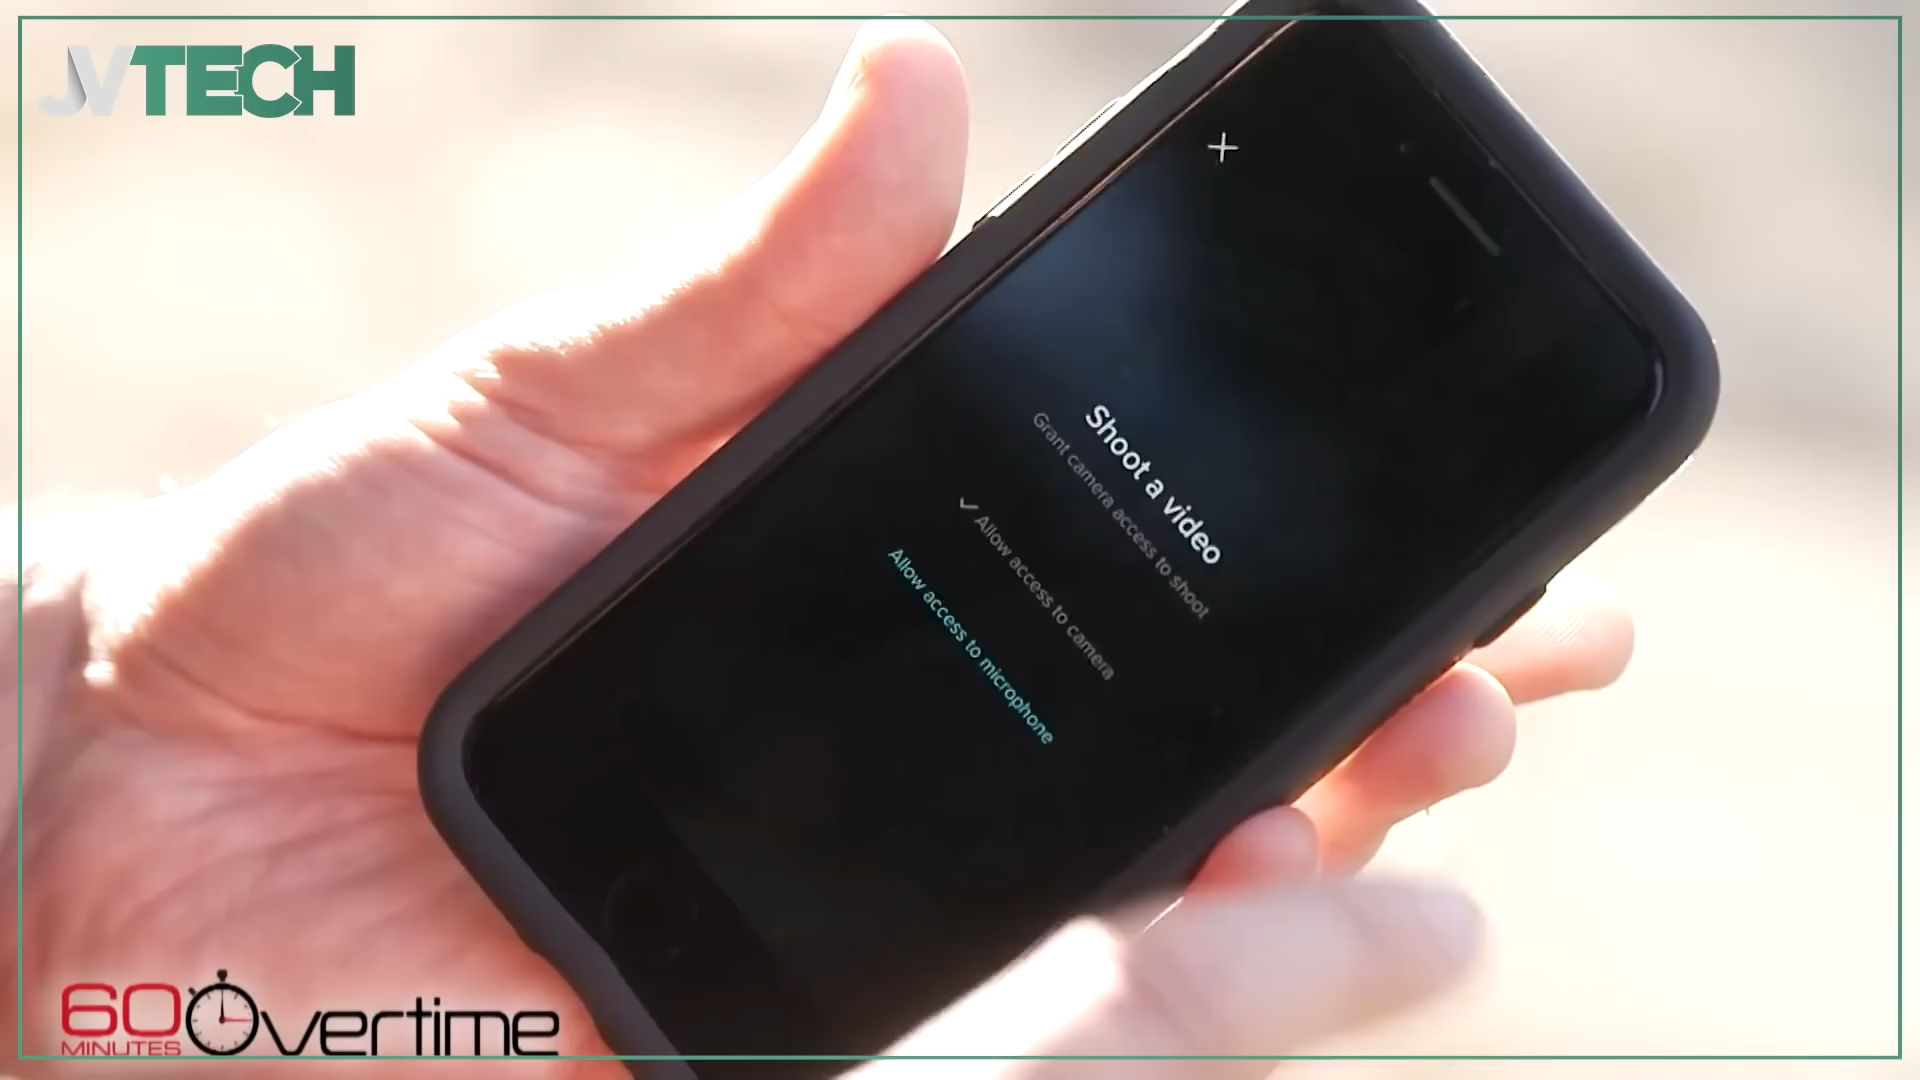 JVTECH
Shoot a video
Grant camera access to shoot
✓ Allow access to camera
Allow access to microphone
60 Overtime
MINUTES